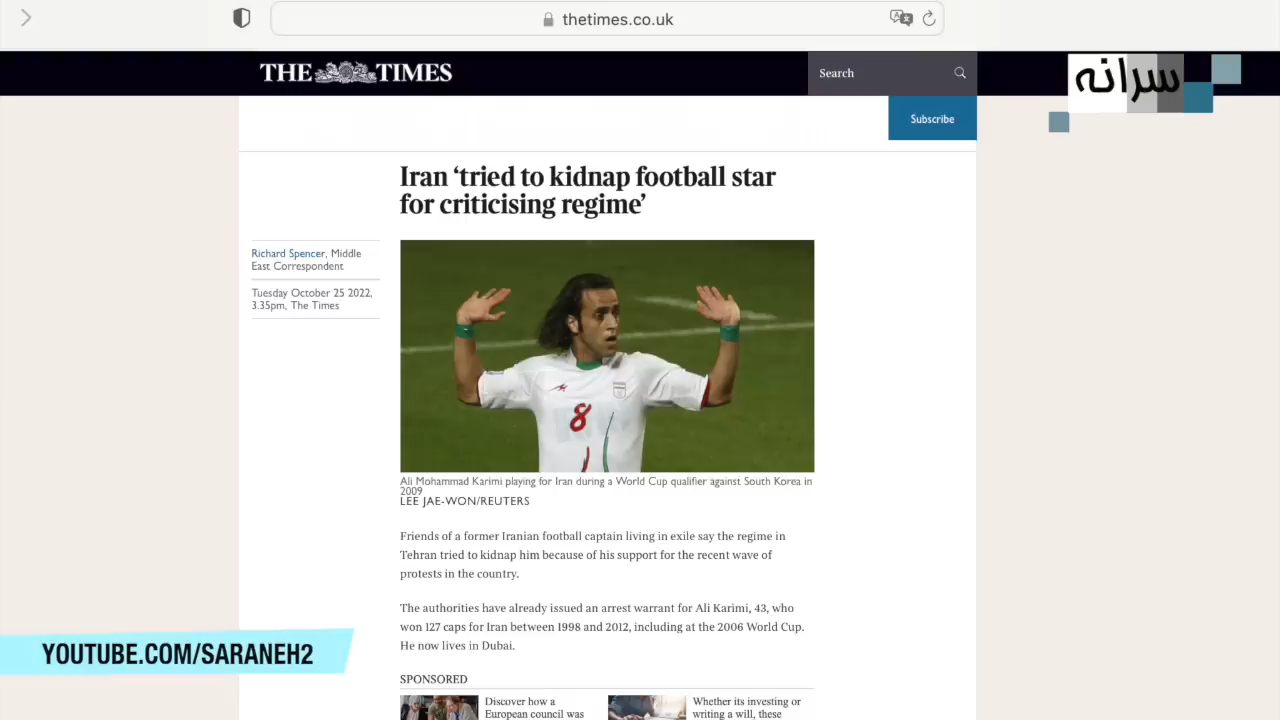 thetimes.co.uk
THE TIMES
Search
سرانه
Subscribe
Iran ‘tried to kidnap football star
for criticising regime’
Richard Spencer, Middle
East Correspondent
Tuesday October 25 2022,
3.35pm, The Times
8
Ali Mohammad Karimi playing for Iran during a World Cup qualifier against South Korea in
2009
LEE JAE-WON/REUTERS
Friends of a former Iranian football captain living in exile say the regime in
Tehran tried to kidnap him because of his support for the recent wave of
protests in the country.
The authorities have already issued an arrest warrant for Ali Karimi, 43, who
won 127 caps for Iran between 1998 and 2012, including at the 2006 World Cup.
He now lives in Dubai.
YOUTUBE.COM/SARANEH2
SPONSORED
Discover how a
European council was
Whether its investing or
writing a will, these